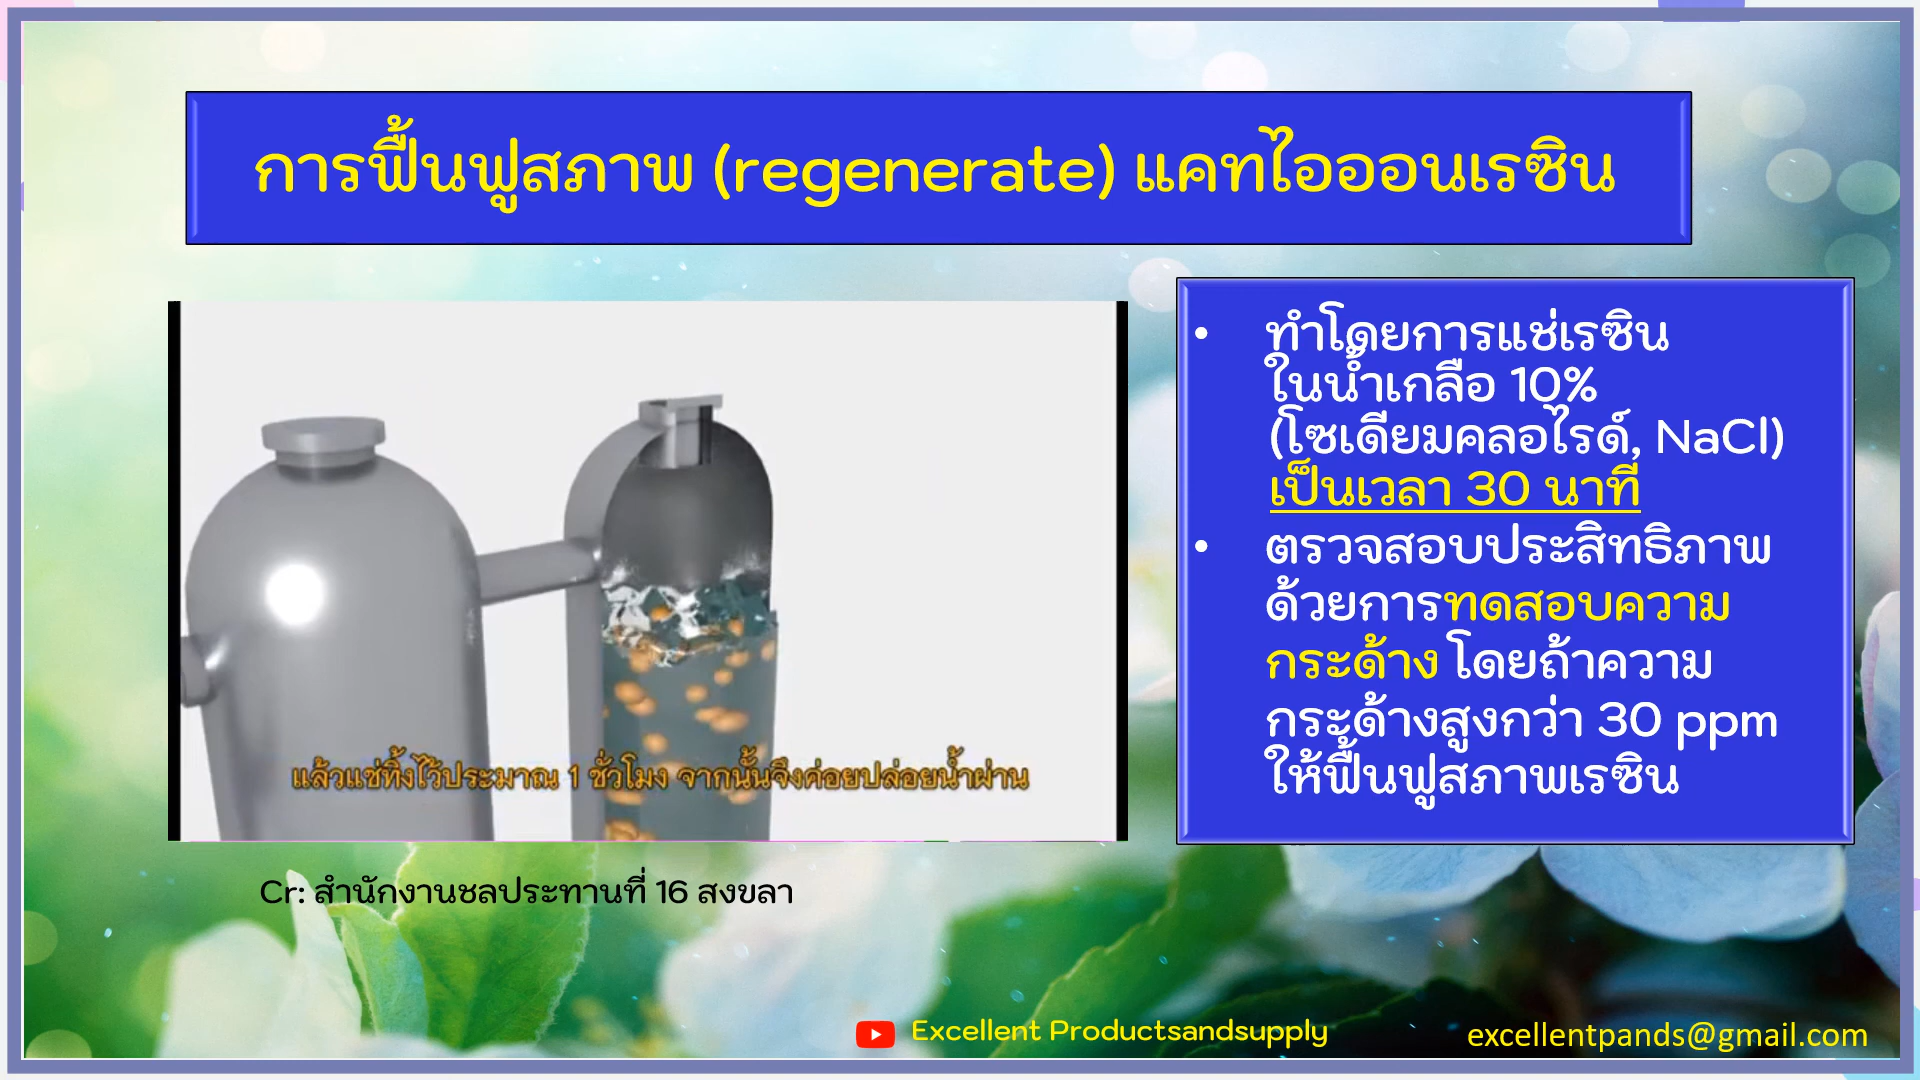 การฟื้นฟูสภาพ (regenerate) แคทไอออนเรซิน
• ทำโดยการแช่เรซิน
ในน้ำเกลือ 10%
(โซเดียมคลอไรด์, NaCl)
เป็นเวลา 30 นาที
• ตรวจสอบประสิทธิภาพ
ด้วยการทดสอบความ
กระด้าง โดยถ้าความ
กระด้างสูงกว่า 30 ppm
ให้ฟื้นฟูสภาพเรซิน
แล้วแช่ทิ้งไว้ประมาณ 1 ชั่วโมง จากนั้นจึงค่อยปล่อยน้ำผ่าน
Cr: สำนักงานชลประทานที่ 16 สงขลา
Excellent Productsandsupply
excellentpands@gmail.com